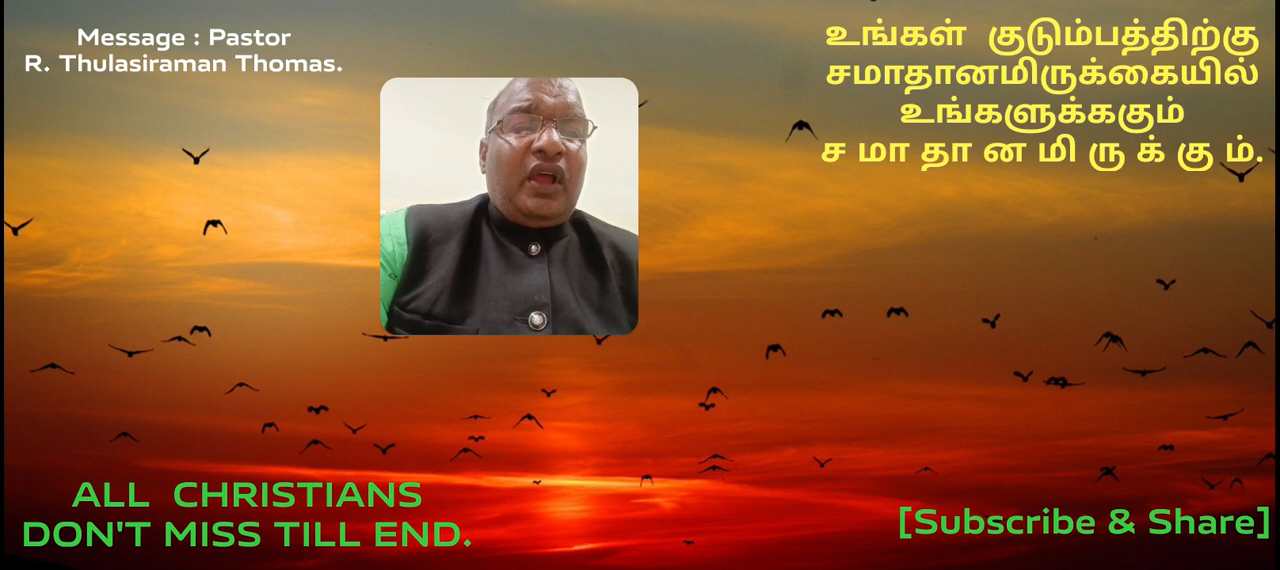 Message : Pastor
R. Thulasiraman Thomas.
உங்கள் குடும்பத்திற்கு
சமாதானமிருக்கையில்
உங்களுக்ககும்
ச மா தா ன மி ரு க் கு ம்.
ALL CHRISTIANS
DON'T MISS TILL END.
[Subscribe & Share]